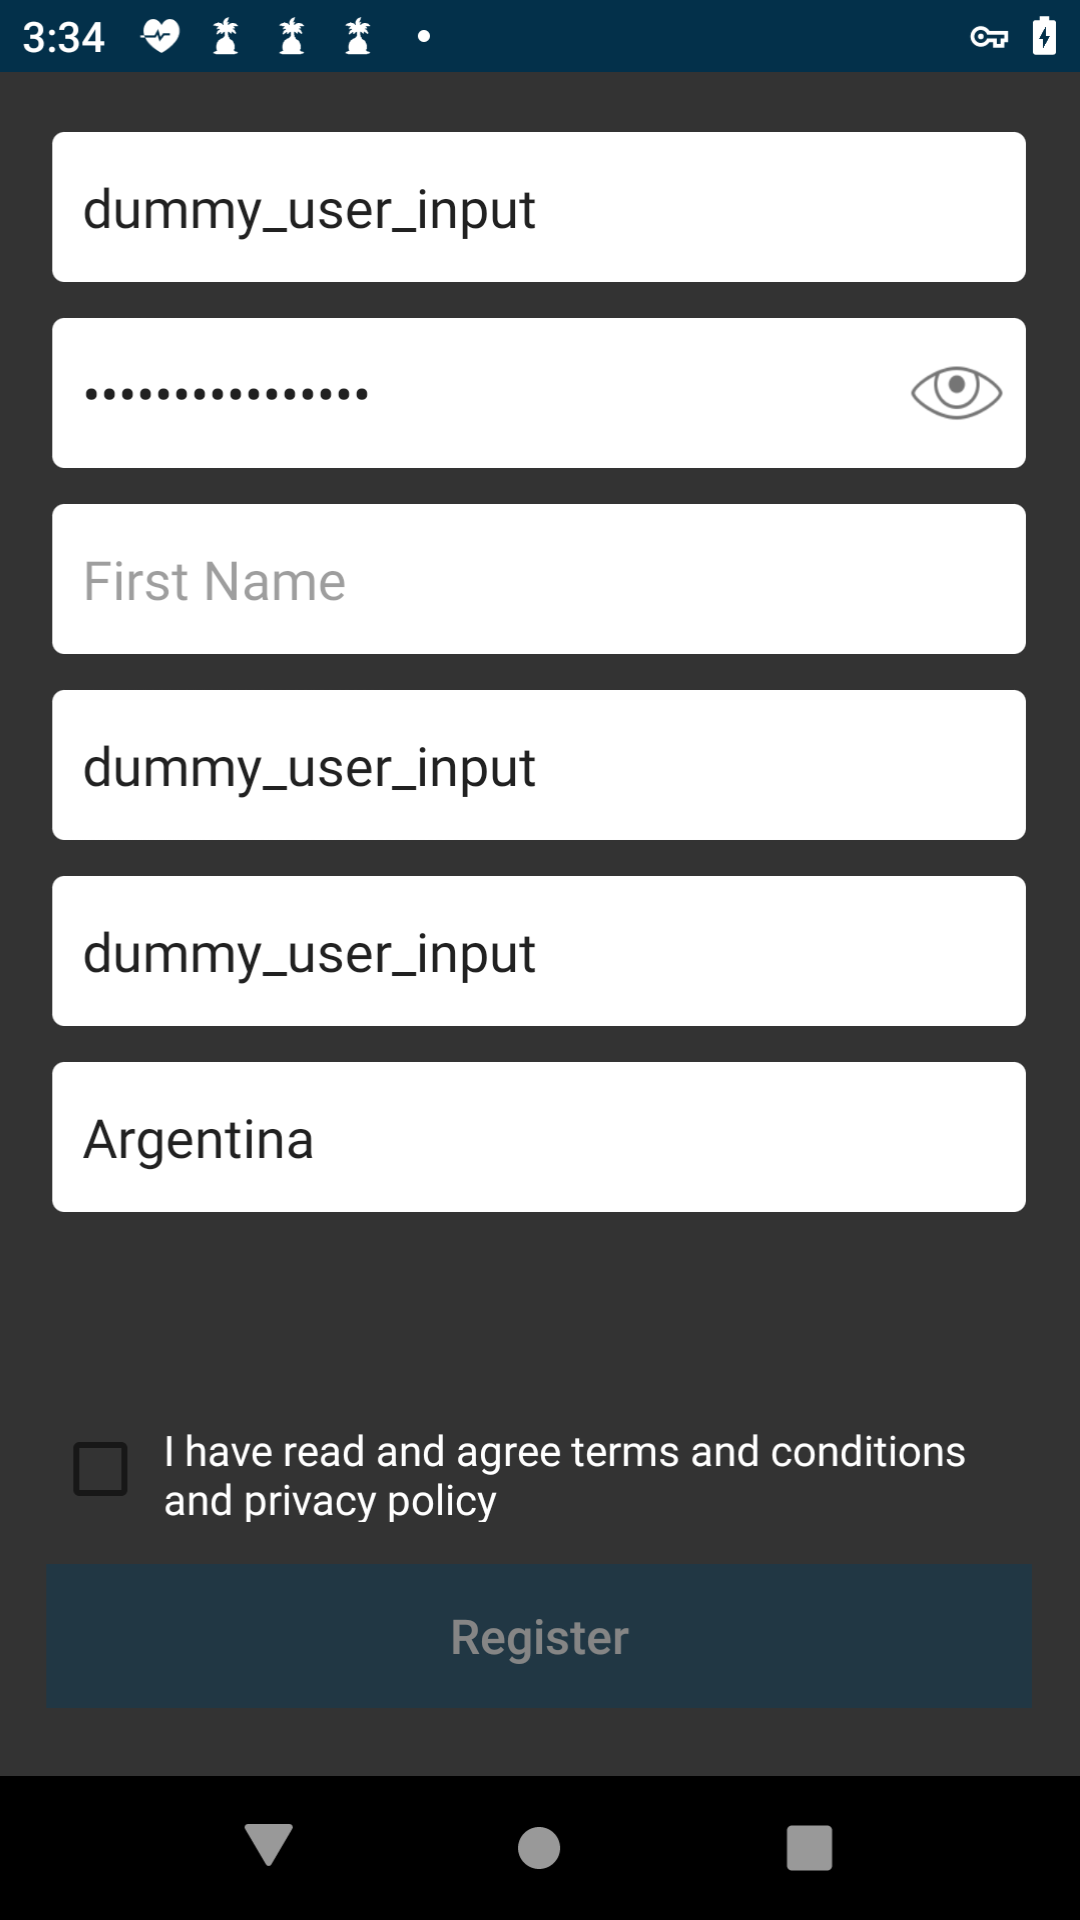 3:34
dummy_user_input
••••••••••••••••
First Name
dummy_user_input
dummy_user_input
Argentina
I have read and agree terms and conditions
and privacy policy
Register